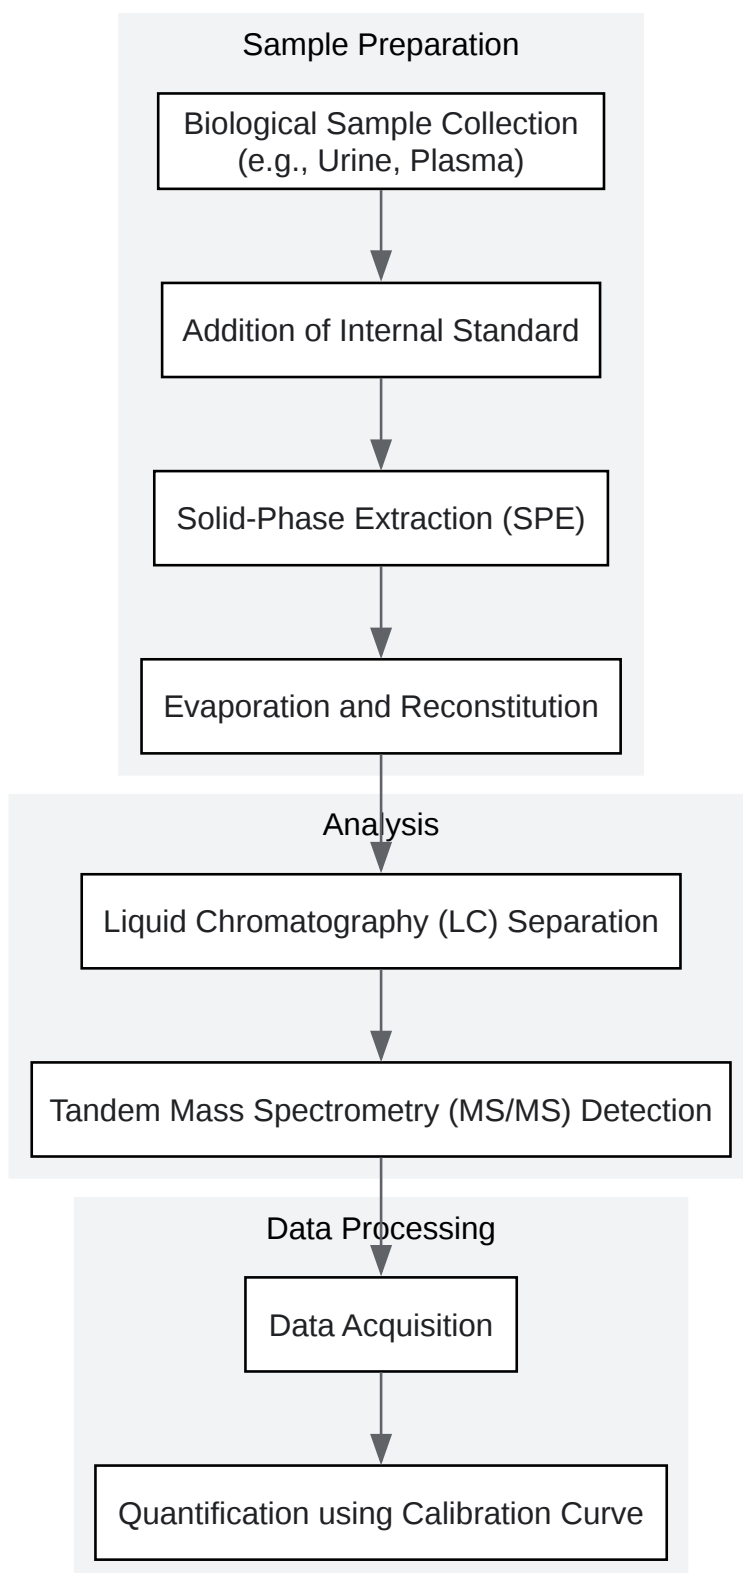 Sample Preparation
Biological Sample Collection
(e.g., Urine, Plasma)
Addition of Internal Standard
Solid-Phase Extraction (SPE)
Evaporation and Reconstitution
Analysis
Liquid Chromatography (LC) Separation
Tandem Mass Spectrometry (MS/MS) Detection
Data Processing
Data Acquisition
Quantification using Calibration Curve